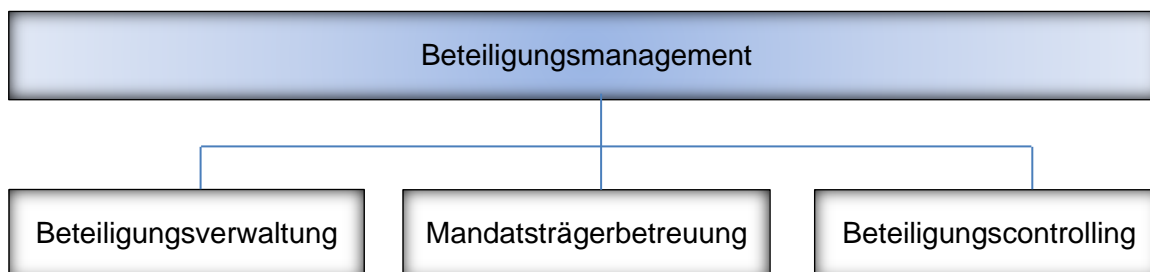 Beteiligungsmanagement
Beteiligungsverwaltung
Mandatsträgerbetreuung
Beteiligungscontrolling